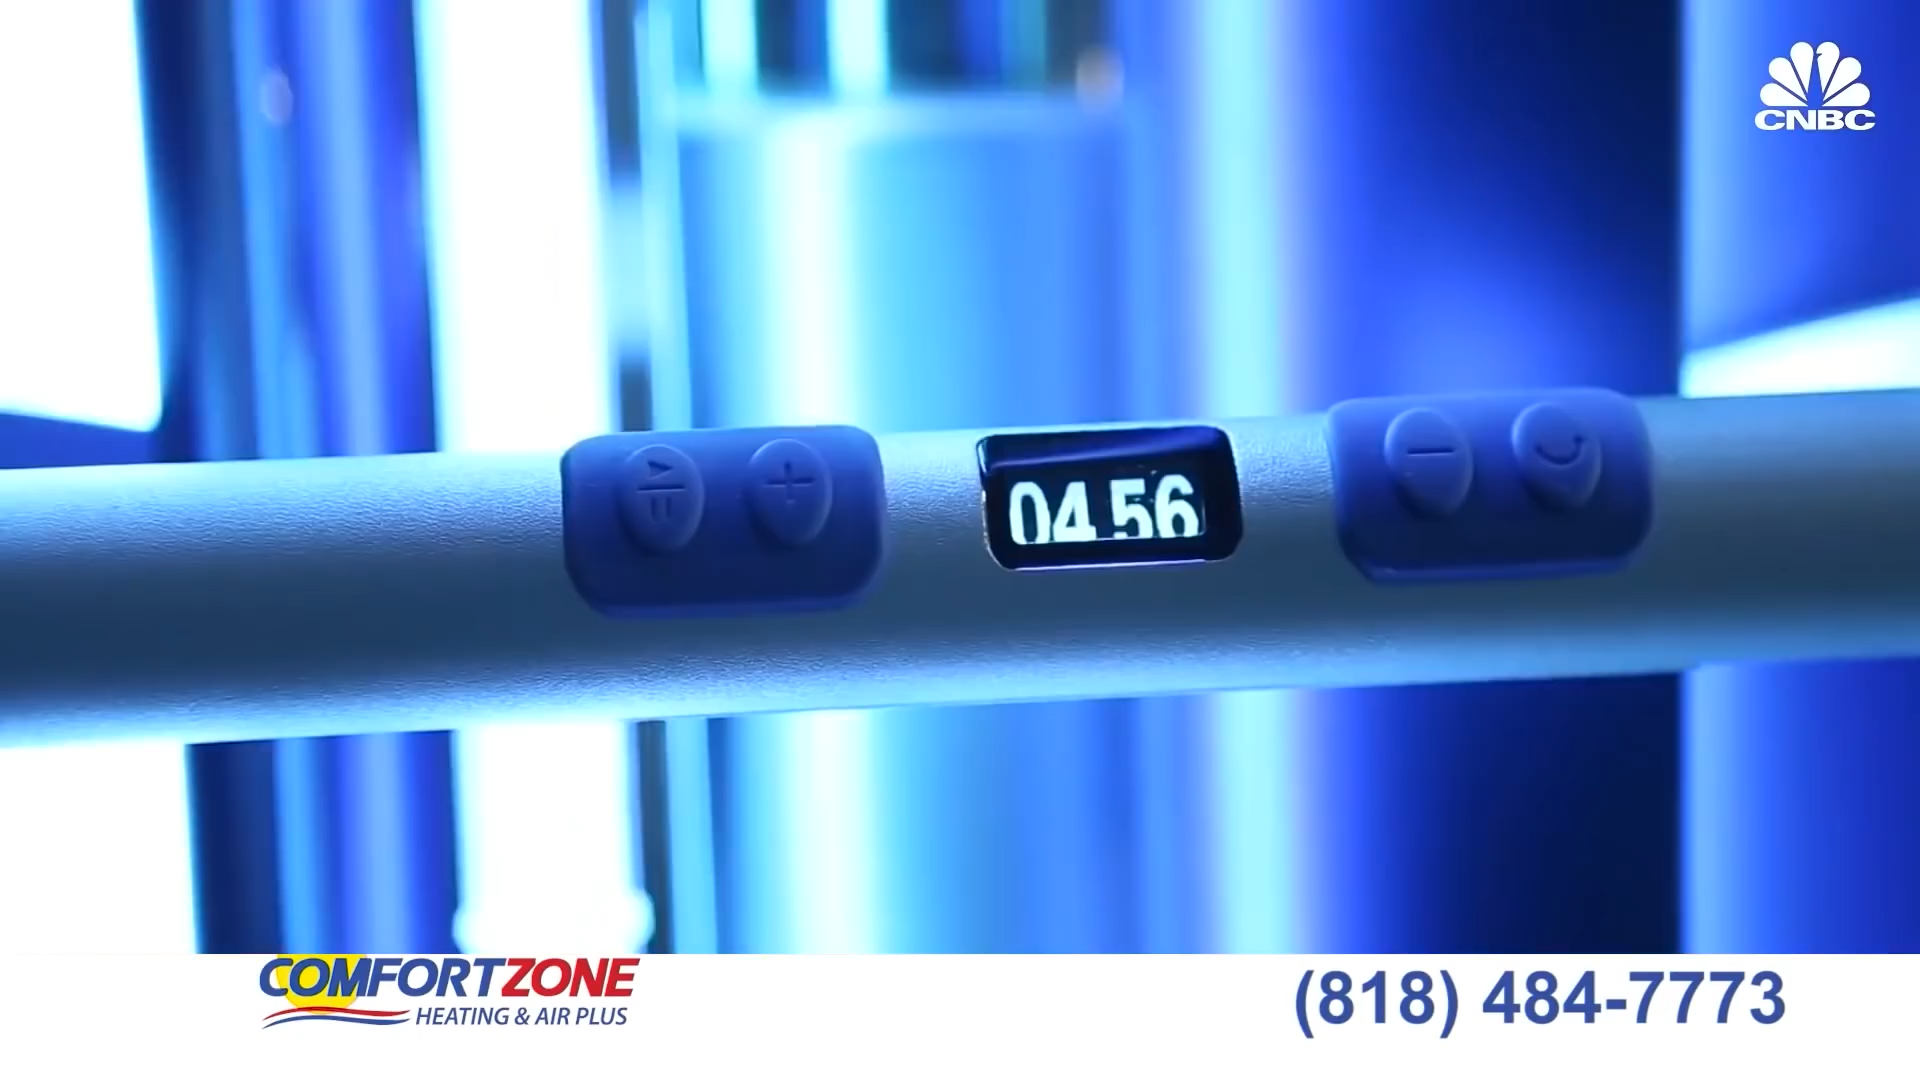 CNBC
04 56
COMFORTZONE
HEATING & AIR PLUS
(818) 484-7773